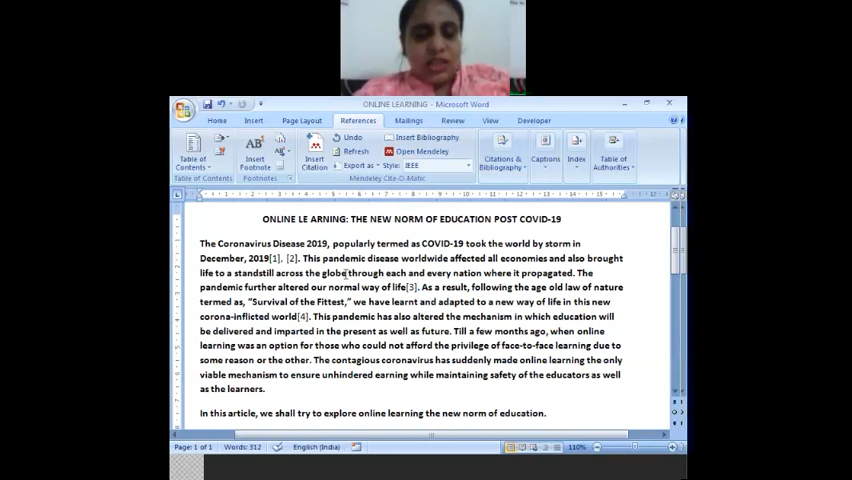 ONLINE LEARNING - Microsoft Word
Home Insert Page Layout References Mailings Review View Developer
Table of Contents
AB
Insert Footnote
Insert Citation
Undo
Refresh
Export as
Insert Bibliography
Open Mendeley
Style: IEEE
Citations & Bibliography
Captions
Index
Table of Authorities
Table of Contents Footnotes Mendeley Cite-O-Matic
ONLINE LE ARNING: THE NEW NORM OF EDUCATION POST COVID-19
The Coronavirus Disease 2019, popularly termed as COVID-19 took the world by storm in
December, 2019[1], [2]. This pandemic disease worldwide affected all economies and also brought
life to a standstill across the globe through each and every nation where it propagated. The
pandemic further altered our normal way of life[3]. As a result, following the age old law of nature
termed as, “Survival of the Fittest,” we have learnt and adapted to a new way of life in this new
corona-inflicted world[4]. This pandemic has also altered the mechanism in which education will
be delivered and imparted in the present as well as future. Till a few months ago, when online
learning was an option for those who could not afford the privilege of face-to-face learning due to
some reason or the other. The contagious coronavirus has suddenly made online learning the only
viable mechanism to ensure unhindered earning while maintaining safety of the educators as well
as the learners.
In this article, we shall try to explore online learning the new norm of education.
Page: 1 of 1 Words: 312 English (India) 110%